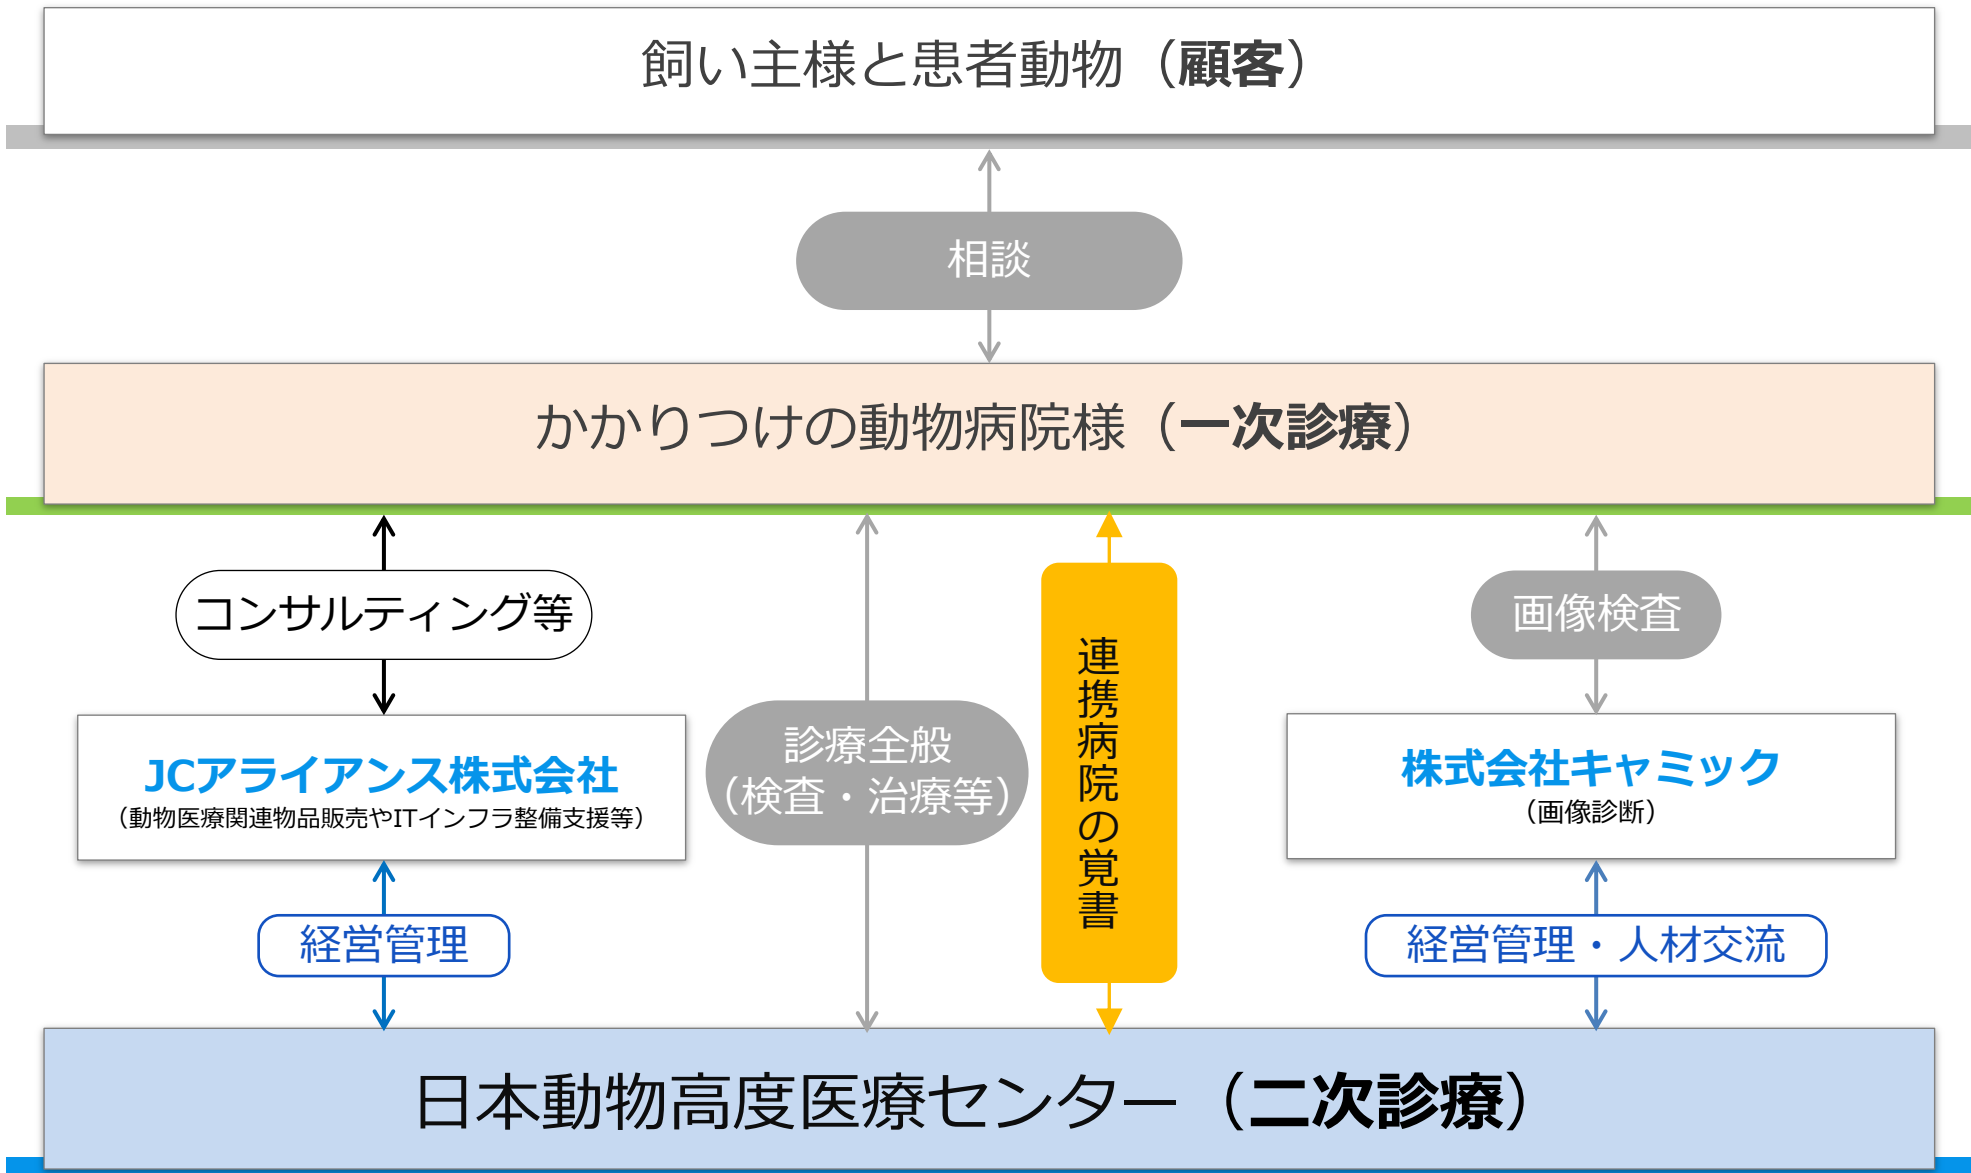 飼い主様と患者動物（顧客）
相談
かかりつけの動物病院様（一次診療）
コンサルティング等
JCアライアンス株式会社
（動物医療関連物品販売やITインフラ整備支援等）
経営管理
診療全般
（検査・治療等）
連携病院の覚書
画像検査
株式会社キャミック
（画像診断）
経営管理・人材交流
日本動物高度医療センター（二次診療）